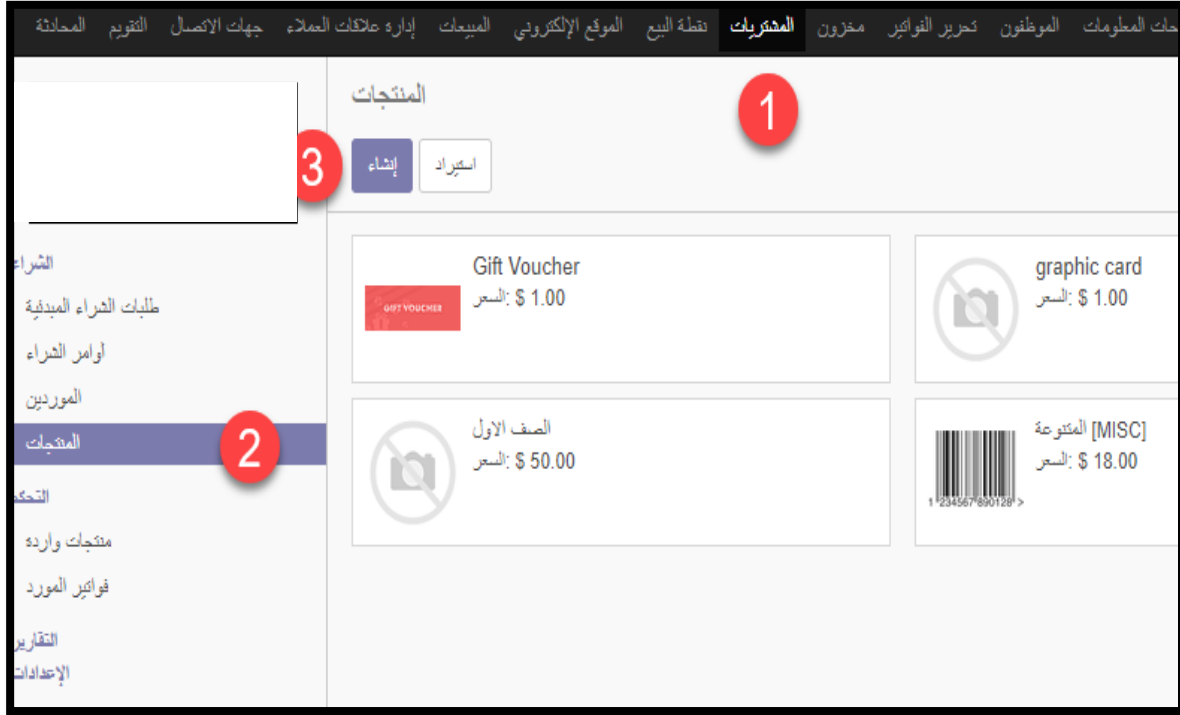 حات المعلومات الموظفون تحرير الفواتير مخزون المشتريات نقطة البيع الموقع الإلكتروني المبيعات إدارة علاقات العملاء جهات الاتصال التقويم المحادثة
المنتجات
1
3
إنشاء
استيراد
الشراء
طلبات الشراء المبدئية
أوامر الشراء
الموردين
المنتجات
2
التحكم
منتجات واردة
فواتير المورد
التقارير
الإعدادات
Gift Voucher
السعر: $ 1.00
GIFT VOUCHER
graphic card
السعر: $ 1.00
الصف الاول
السعر: $ 50.00
[MISC] المتنوعة
السعر: $ 18.00
1 234567 890128 >